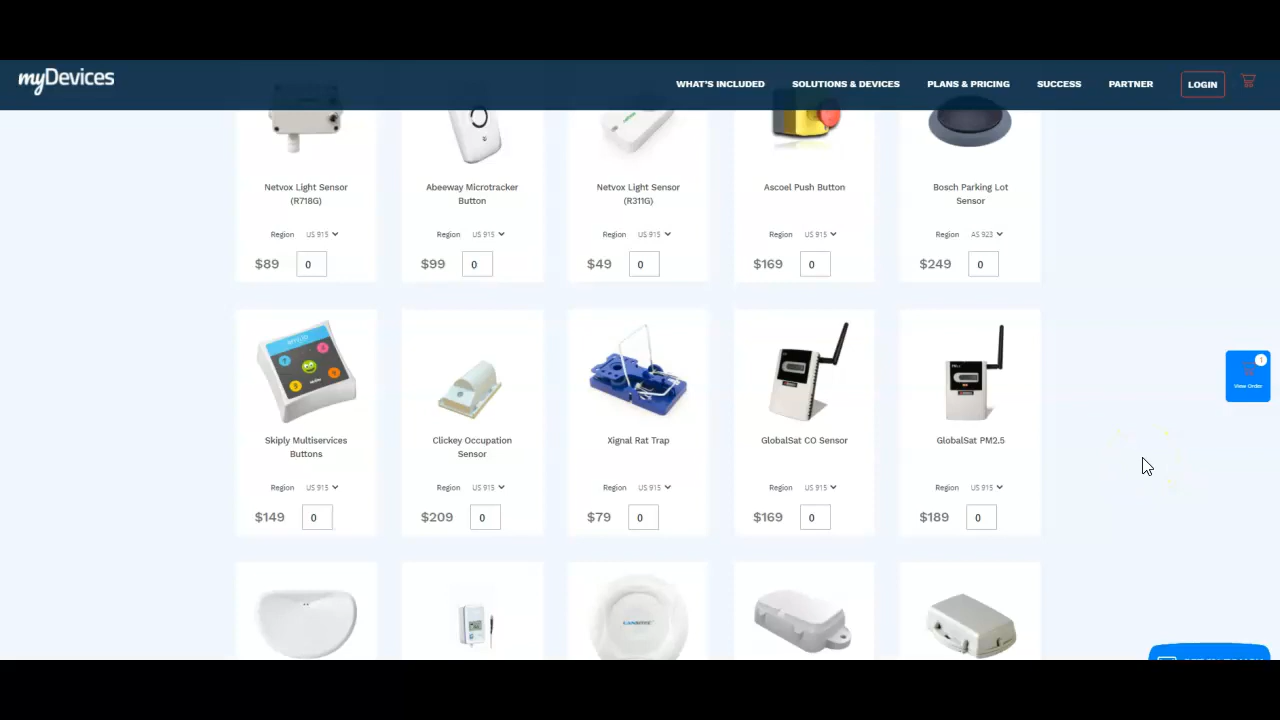 myDevices
WHAT'S INCLUDED
SOLUTIONS & DEVICES
PLANS & PRICING
SUCCESS
PARTNER
LOGIN
Netvox Light Sensor
(R718G)
Region US 915
$89 0
Abeeway Microtracker
Button
Region US 915
$99 0
Netvox Light Sensor
(R311G)
Region US 915
$49 0
Ascoel Push Button
Region US 915
$169 0
Bosch Parking Lot
Sensor
Region AS 923
$249 0
Skiply Multiservices
Buttons
Region US 915
$149 0
Clickey Occupation
Sensor
Region US 915
$209 0
Xignal Rat Trap
Region US 915
$79 0
GlobalSat CO Sensor
Region US 915
$169 0
GlobalSat PM2.5
Region US 915
$189 0
1
View Order